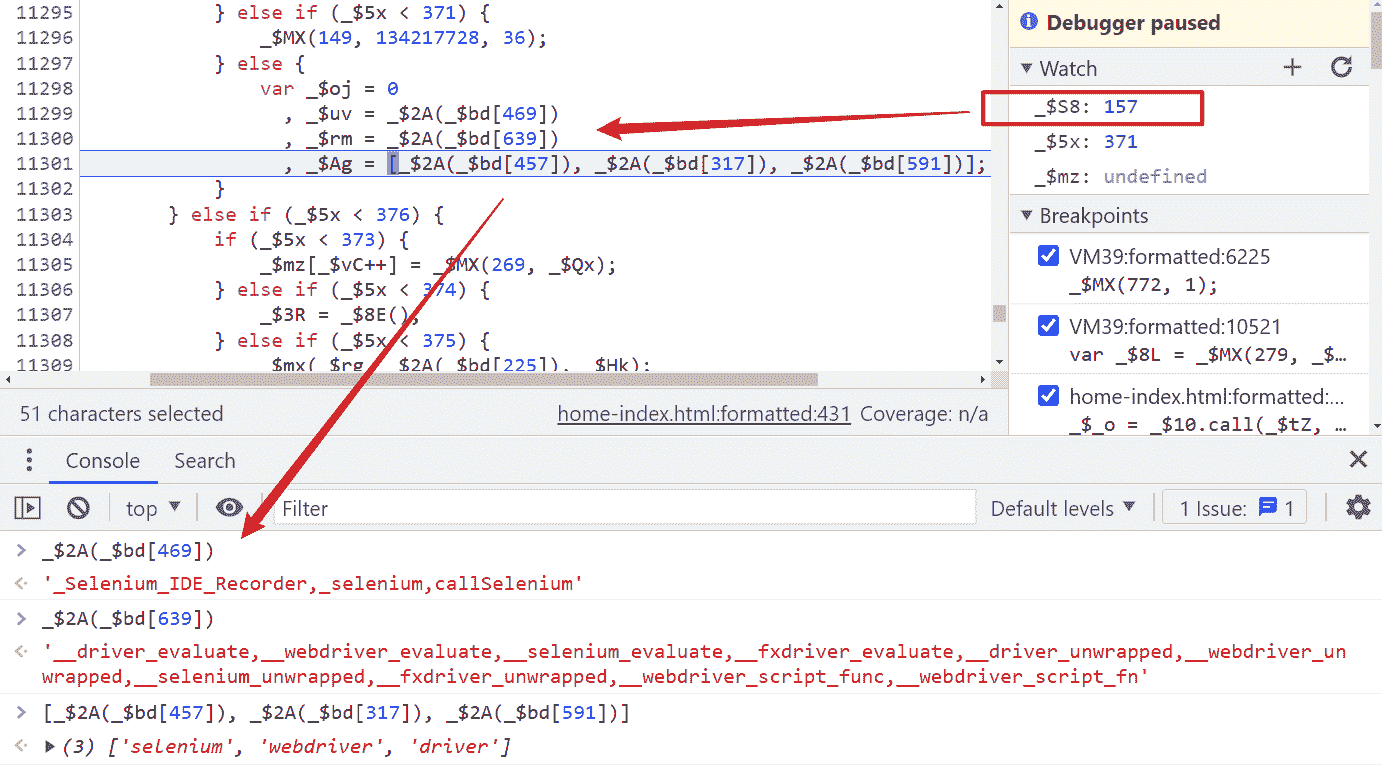 11295 } else if (_$5x < 371) {
11296 _$MX(149, 134217728, 36);
11297 } else {
11298 var _$oj = 0
11299 , _$uv = _$2A(_$bd[469])
11300 , _$rm = _$2A(_$bd[639])
11301 , _$Ag = [_$2A(_$bd[457]), _$2A(_$bd[317]), _$2A(_$bd[591])];
11302 }
11303 } else if (_$5x < 376) {
11304 if (_$5x < 373) {
11305 _$mz[_$vC++] = _$MX(269, _$Qx);
11306 } else if (_$5x < 374) {
11307 _$3R = _$8E();
11308 } else if (_$5x < 375) {
11309 _$mx(_$rg, _$2A(_$bd[225]), _$Hk);
51 characters selected
home-index.html:formatted:431 Coverage: n/a
Debugger paused
Watch
_$S8: 157
_$5x: 371
_$mz: undefined
Breakpoints
VM39:formatted:6225
_$MX(772, 1);
VM39:formatted:10521
var _$8L = _$MX(279, _$…
home-index.html:formatted:…
_$_o = _$10.call(_$tZ, …
Console Search
top Filter Default levels 1 Issue: 1
> _$2A(_$bd[469])
'_Selenium_IDE_Recorder,_selenium,callSelenium'
> _$2A(_$bd[639])
'__driver_evaluate,__webdriver_evaluate,__selenium_evaluate,__fxdriver_evaluate,__driver_unwrapped,__webdriver_un
wrapped,__selenium_unwrapped,__fxdriver_unwrapped,__webdriver_script_func,__webdriver_script_fn'
> [_$2A(_$bd[457]), _$2A(_$bd[317]), _$2A(_$bd[591])]
(3) ['selenium', 'webdriver', 'driver']